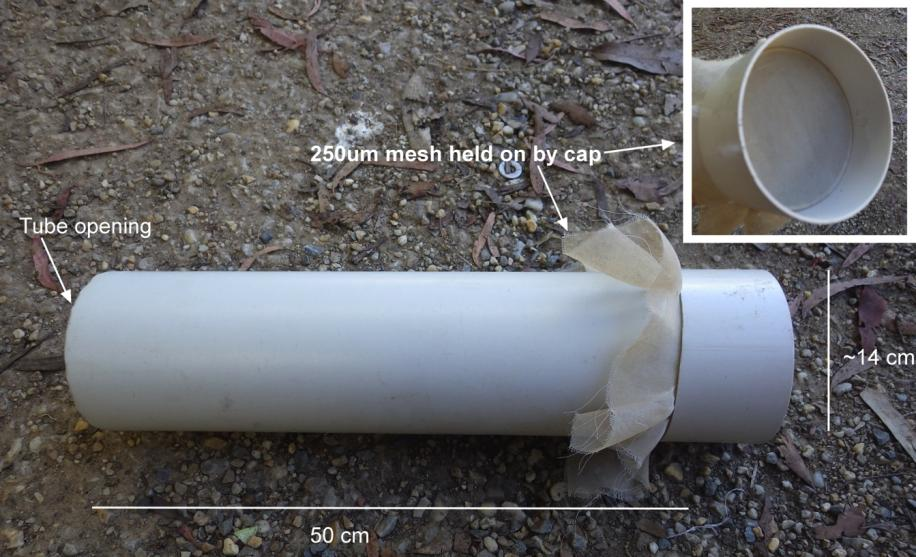 250um mesh held on by cap
Tube opening
~14 cm
50 cm